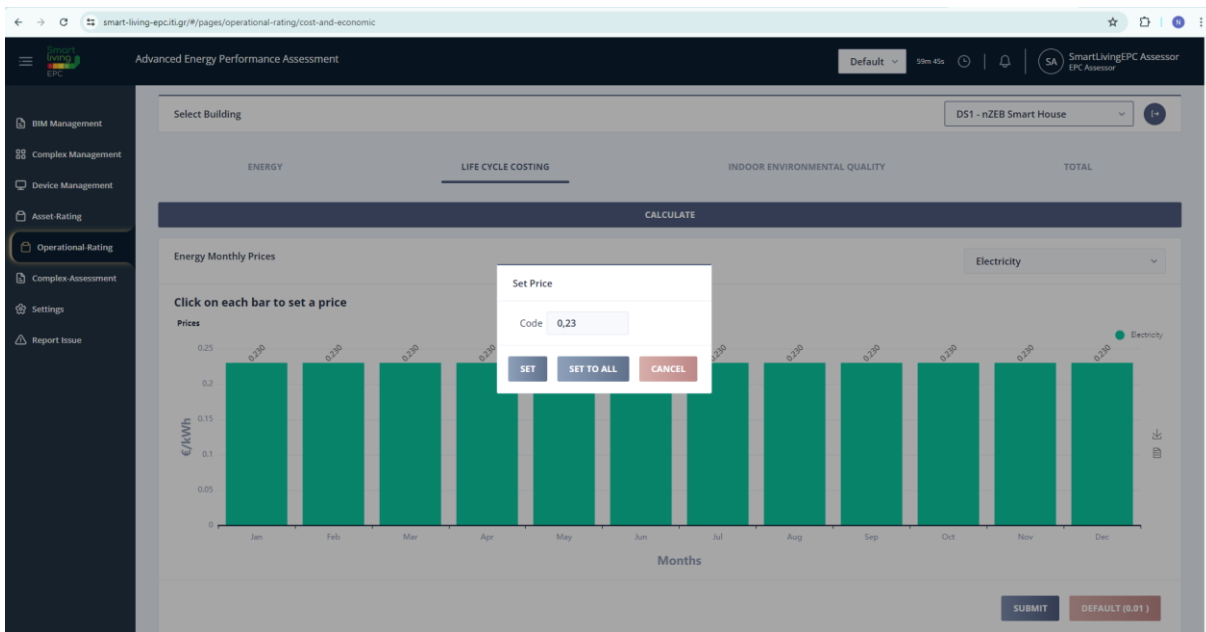 smart-living-epc.iti.gr/#/pages/operational-rating/cost-and-economic
N
Smart
living
EPC
Advanced Energy Performance Assessment
Default
59m 45s
SA
SmartLivingEPC Assessor
EPC Assessor
BIM Management
Complex Management
Device Management
Asset-Rating
Operational-Rating
Complex-Assessment
Settings
Report Issue
Select Building
DS1 - nZEB Smart House
ENERGY
LIFE CYCLE COSTING
INDOOR ENVIRONMENTAL QUALITY
TOTAL
CALCULATE
Energy Monthly Prices
Electricity
Set Price
Code 0,23
SET
SET TO ALL
CANCEL
Click on each bar to set a price
Prices
Electricity
0.25
0.2
0.15
0.1
0.05
0
€/kWh
0.230 0.230 0.230 0.230 0.230 0.230 0.230 0.230 0.230
Jan Feb Mar Apr May Jun Jul Aug Sep Oct Nov Dec
Months
SUBMIT
DEFAULT (0.01 )